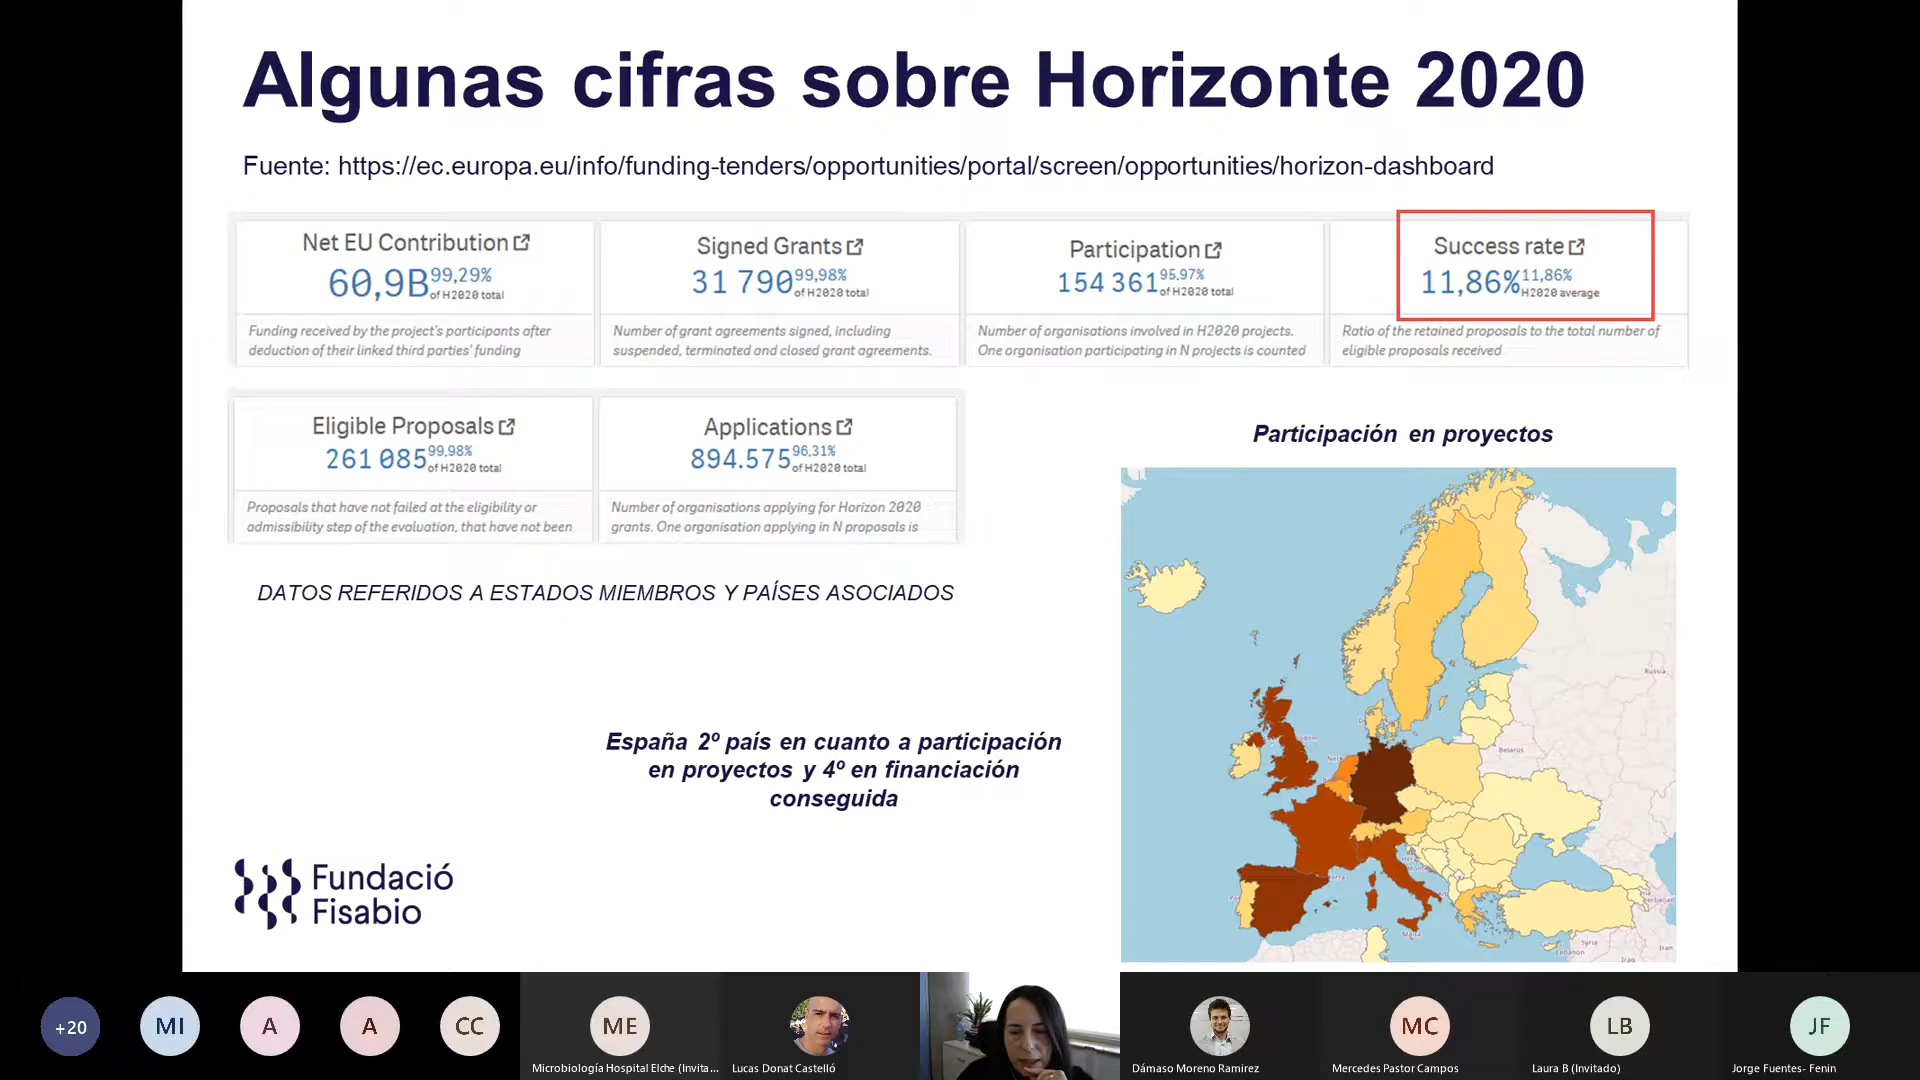 Algunas cifras sobre Horizonte 2020
Fuente: https://ec.europa.eu/info/funding-tenders/opportunities/portal/screen/opportunities/horizon-dashboard
Net EU Contribution
60,9B 99,29% of H2020 total
Funding received by the project's participants after
deduction of their linked third parties' funding
Signed Grants
31 790 99,98% of H2020 total
Number of grant agreements signed, including
suspended, terminated and closed grant agreements.
Participation
154 361 95,97% of H2020 total
Number of organisations involved in H2020 projects.
One organisation participating in N projects is counted
Success rate
11,86% 11,86% H2020 average
Ratio of the retained proposals to the total number of
eligible proposals received
Eligible Proposals
261 085 99,98% of H2020 total
Proposals that have not failed at the eligibility or
admissibility step of the evaluation, that have not been
Applications
894.575 96,31% of H2020 total
Number of organisations applying for Horizon 2020
grants. One organisation applying in N proposals is
DATOS REFERIDOS A ESTADOS MIEMBROS Y PAÍSES ASOCIADOS
Participación en proyectos
Russia
Belarus
Malta
Syria
Lebanon
Iraq
Iran
España 2º país en cuanto a participación
en proyectos y 4º en financiación
conseguida
Fundació
Fisabio
+20
MI
A
A
CC
ME
MC
LB
JF
Microbiología Hospital Elche (Invita...
Lucas Donat Castelló
Dámaso Moreno Ramirez
Mercedes Pastor Campos
Laura B (Invitado)
Jorge Fuentes- Fenin